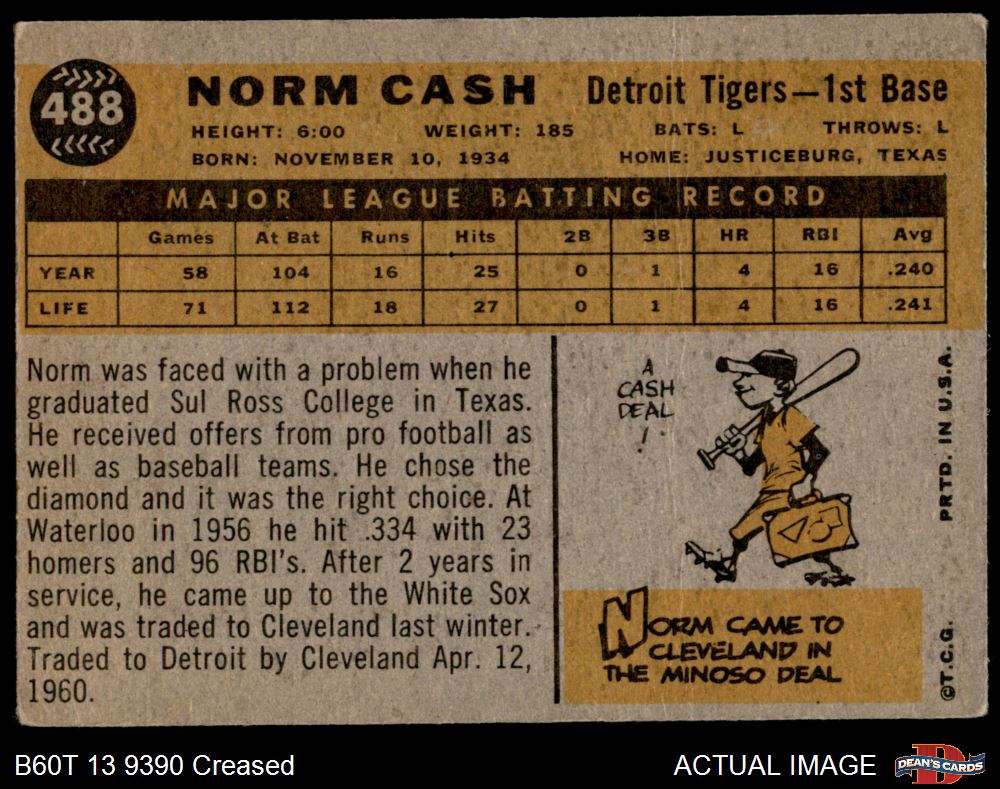 488
NORM CASH Detroit Tigers—1st Base
HEIGHT: 6:00 WEIGHT: 185 BATS: L THROWS: L
BORN: NOVEMBER 10, 1934 HOME: JUSTICEBURG, TEXAS
MAJOR LEAGUE BATTING RECORD
Games At Bat Runs Hits 2B 3B HR RBI Avg
YEAR 58 104 16 25 0 1 4 16 .240
LIFE 71 112 18 27 0 1 4 16 .241
Norm was faced with a problem when he
graduated Sul Ross College in Texas.
He received offers from pro football as
well as baseball teams. He chose the
diamond and it was the right choice. At
Waterloo in 1956 he hit .334 with 23
homers and 96 RBI's. After 2 years in
service, he came up to the White Sox
and was traded to Cleveland last winter.
Traded to Detroit by Cleveland Apr. 12,
1960.
A
CASH
DEAL
!
NORM CAME TO
CLEVELAND IN
THE MINOSO DEAL
©T.C.G. PRTD. IN U.S.A.
B60T 13 9390 Creased ACTUAL IMAGE
D
DEAN'S CARDS